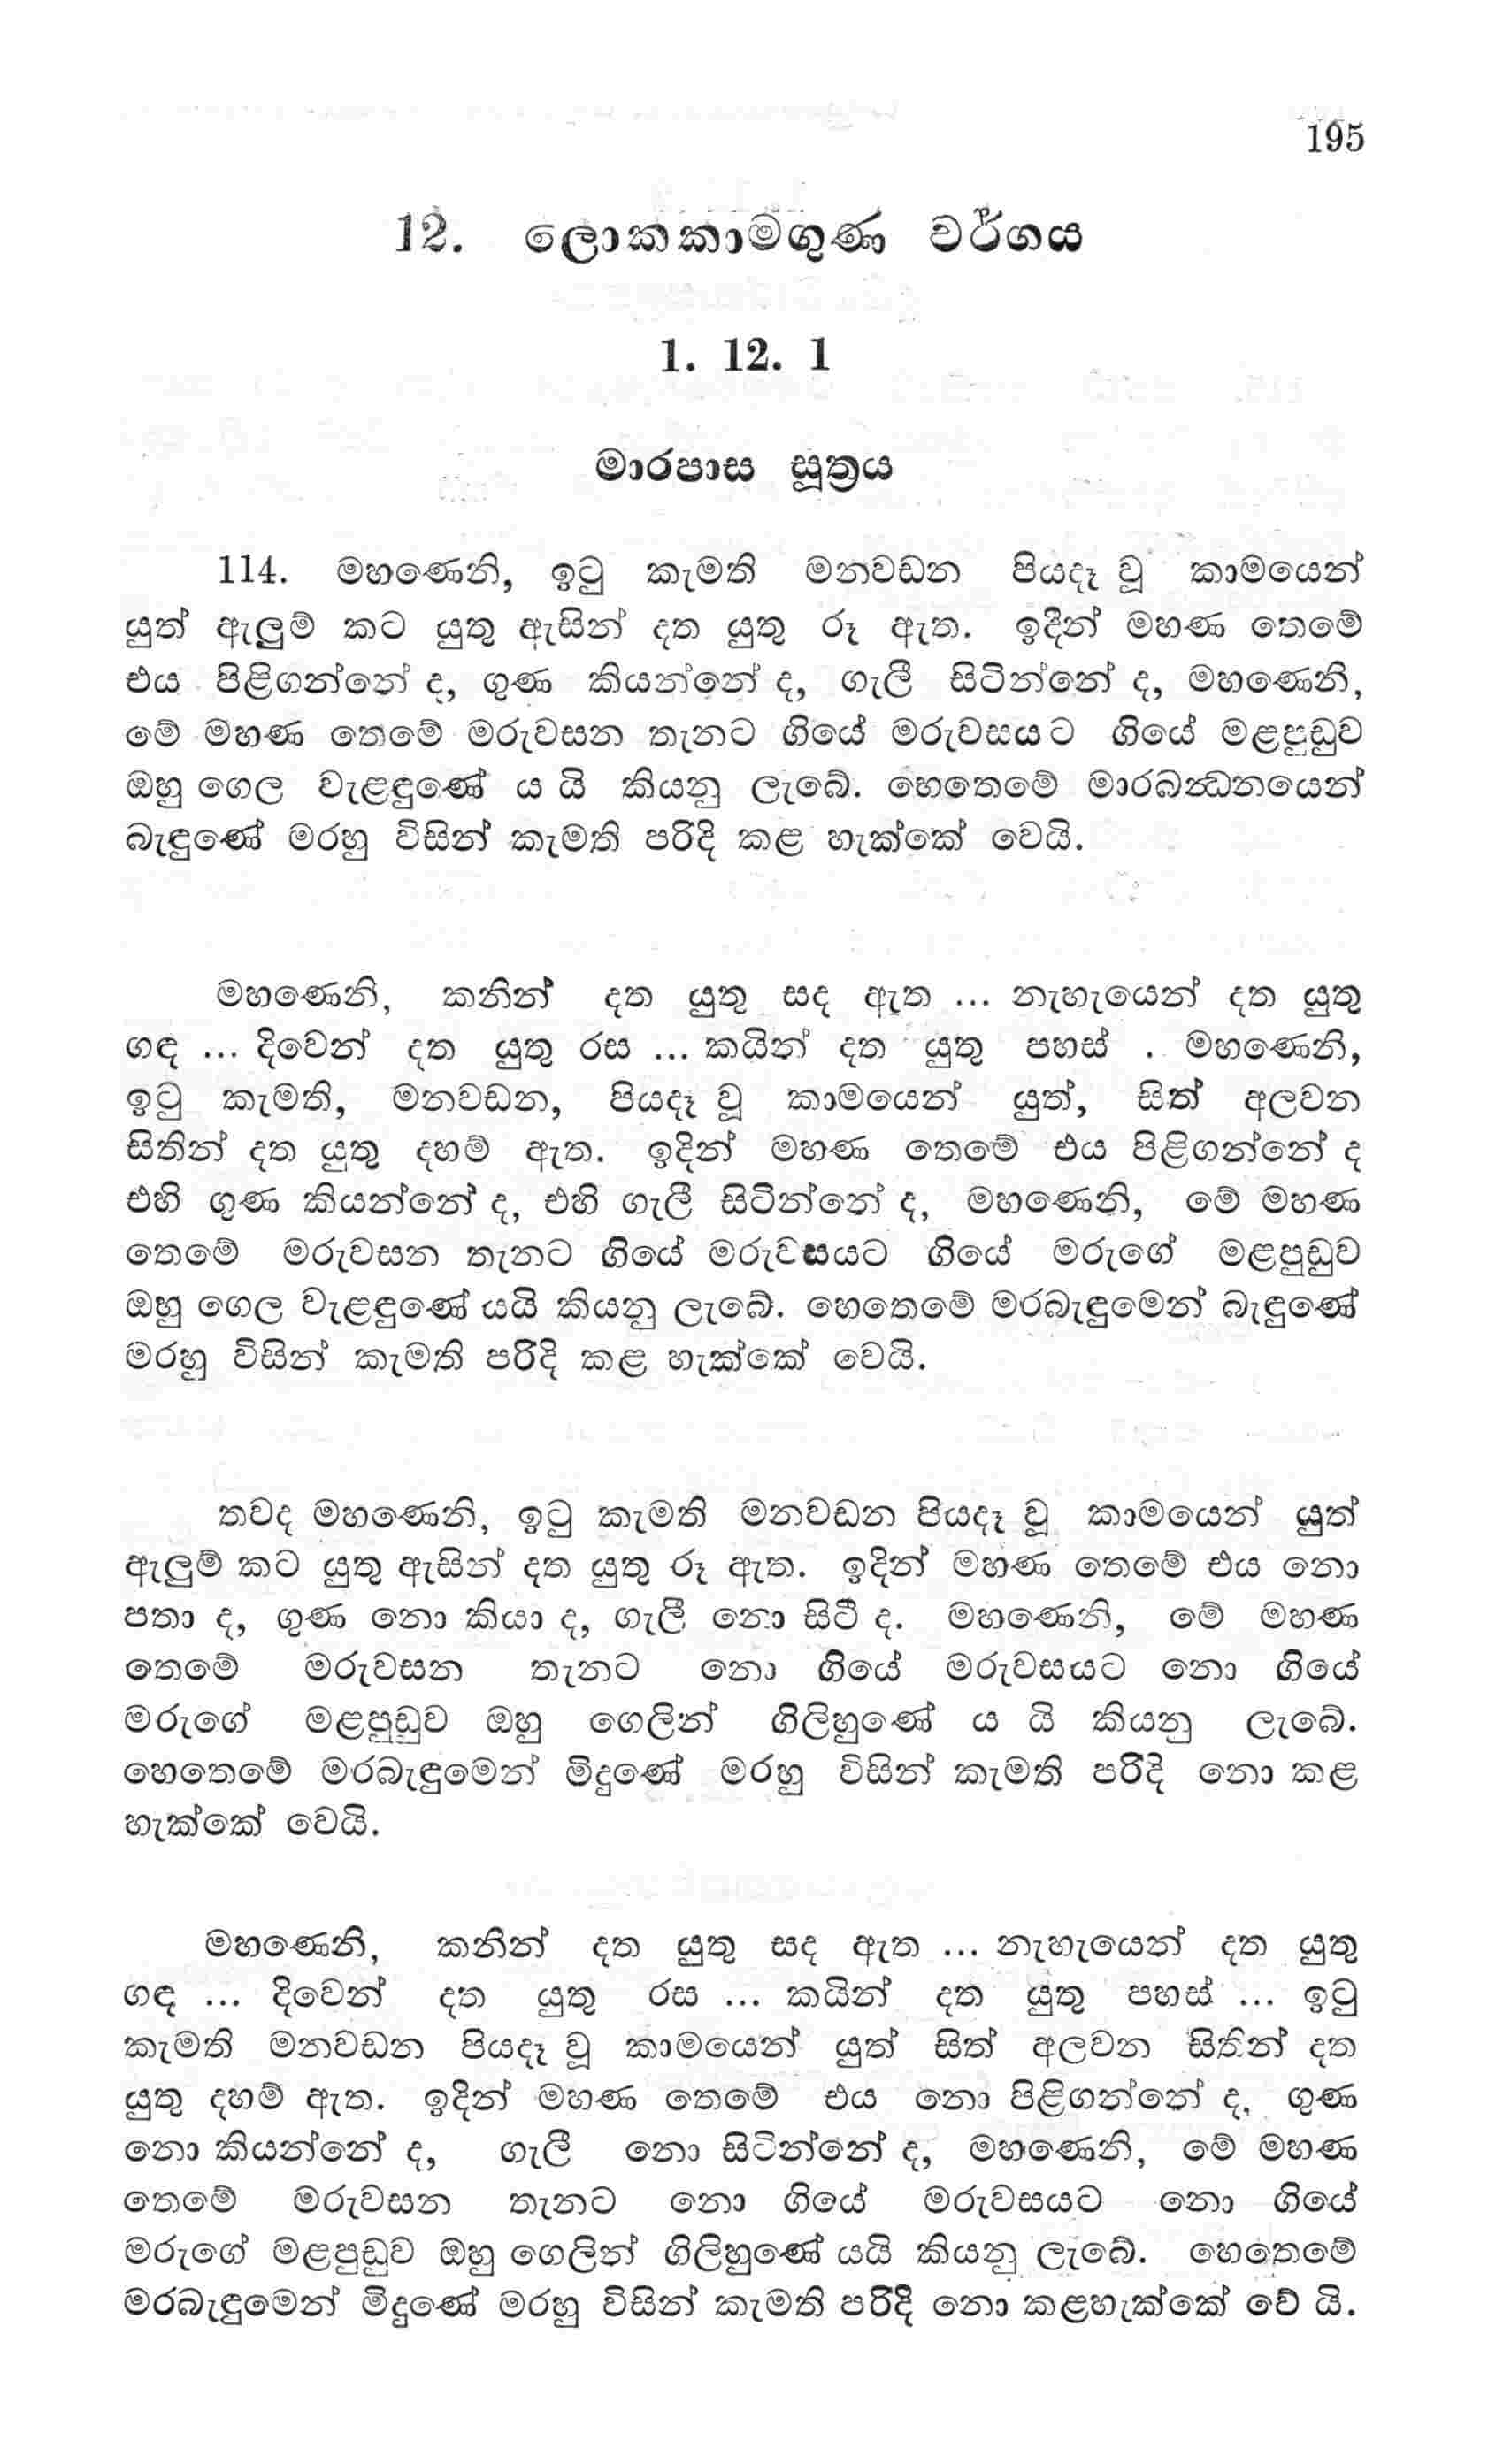 195
12. ලොකකාමගුණ වර්ගය
1. 12. 1
මාරපාස සූත්‍රය
114. මහණෙනි, ඉටු කැමති මනවඩන පියදෑ වූ කාමයෙන්
යුත් ඇලුම් කට යුතු ඇසින් දත යුතු රූ ඇත. ඉදින් මහණ තෙමේ
එය පිළිගන්නේ ද, ගුණ කියන්නේ ද, ගැලී සිටින්නේ ද, මහණෙනි,
මේ මහණ තෙමේ මරුවසන තැනට ගියේ මරුවසයට ගියේ මළපුඩුව
ඔහු ගෙල වැළඳුණේ ය යි කියනු ලැබේ. හෙතෙමේ මාරබන්‍ධනයෙන්
බැඳුණේ මරහු විසින් කැමති පරිදි කළ හැක්කේ වෙයි.
මහණෙනි, කනින් දත යුතු සද ඇත ... නැහැයෙන් දත යුතු
ගඳ ... දිවෙන් දත යුතු රස ... කයින් දත යුතු පහස් . මහණෙනි,
ඉටු කැමති, මනවඩන, පියදෑ වූ කාමයෙන් යුත්, සිත් අලවන
සිතින් දත යුතු දහම් ඇත. ඉදින් මහණ තෙමේ එය පිළිගන්නේ ද
එහි ගුණ කියන්නේ ද, එහි ගැලී සිටින්නේ ද, මහණෙනි, මේ මහණ
තෙමේ මරුවසන තැනට ගියේ මරුවසයට ගියේ මරුගේ මළපුඩුව
ඔහු ගෙල වැළඳුණේ යයි කියනු ලැබේ. හෙතෙමේ මරබැඳුමෙන් බැඳුණේ
මරහු විසින් කැමති පරිදි කළ හැක්කේ වෙයි.
තවද මහණෙනි, ඉටු කැමති මනවඩන පියදෑ වූ කාමයෙන් යුත්
ඇලුම් කට යුතු ඇසින් දත යුතු රූ ඇත. ඉදින් මහණ තෙමේ එය නො
පතා ද, ගුණ නො කියා ද, ගැලී නො සිටී ද. මහණෙනි, මේ මහණ
තෙමේ මරුවසන තැනට නො ගියේ මරුවසයට නො ගියේ
මරුගේ මළපුඩුව ඔහු ගෙලින් ගිලිහුණේ ය යි කියනු ලැබේ.
හෙතෙමේ මරබැඳුමෙන් මිදුණේ මරහු විසින් කැමති පරිදි නො කළ
හැක්කේ වෙයි.
මහණෙනි, කනින් දත යුතු සද ඇත ... නැහැයෙන් දත යුතු
ගඳ ... දිවෙන් දත යුතු රස ... කයින් දත යුතු පහස් ... ඉටු
කැමති මනවඩන පියදෑ වූ කාමයෙන් යුත් සිත් අලවන සිතින් දත
යුතු දහම් ඇත. ඉදින් මහණ තෙමේ එය නො පිළිගන්නේ ද, ගුණ
නො කියන්නේ ද, ගැලී නො සිටින්නේ ද, මහණෙනි, මේ මහණ
තෙමේ මරුවසන තැනට නො ගියේ මරුවසයට නො ගියේ
මරුගේ මළපුඩුව ඔහු ගෙලින් ගිලිහුණේ යයි කියනු ලැබේ. හෙතෙමේ
මරබැඳුමෙන් මිදුණේ මරහු විසින් කැමති පරිදි නො කළහැක්කේ වේ යි.